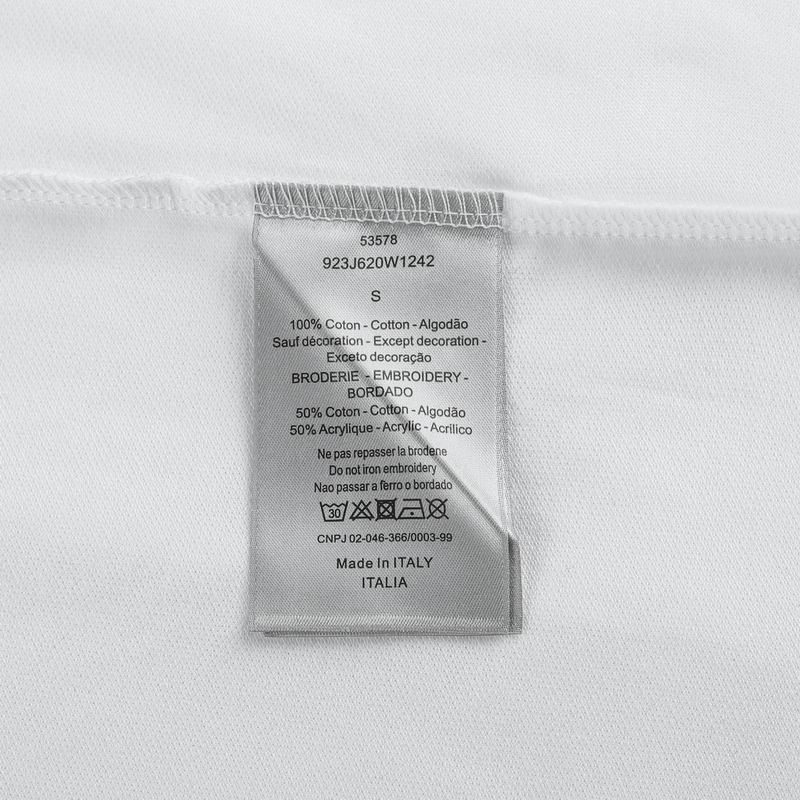 53578
923J620W1242
S
100% Coton - Cotton - Algodão
Sauf décoration - Except decoration -
Exceto decoração
BRODERIE - EMBROIDERY -
BORDADO
50% Coton - Cotton - Algodão
50% Acrylique - Acrylic - Acrilico
Ne pas repasser la brodene
Do not iron embroidery
Nao passar a ferro o bordado
30
CNPJ 02-046-366/0003-99
Made In ITALY
ITALIA